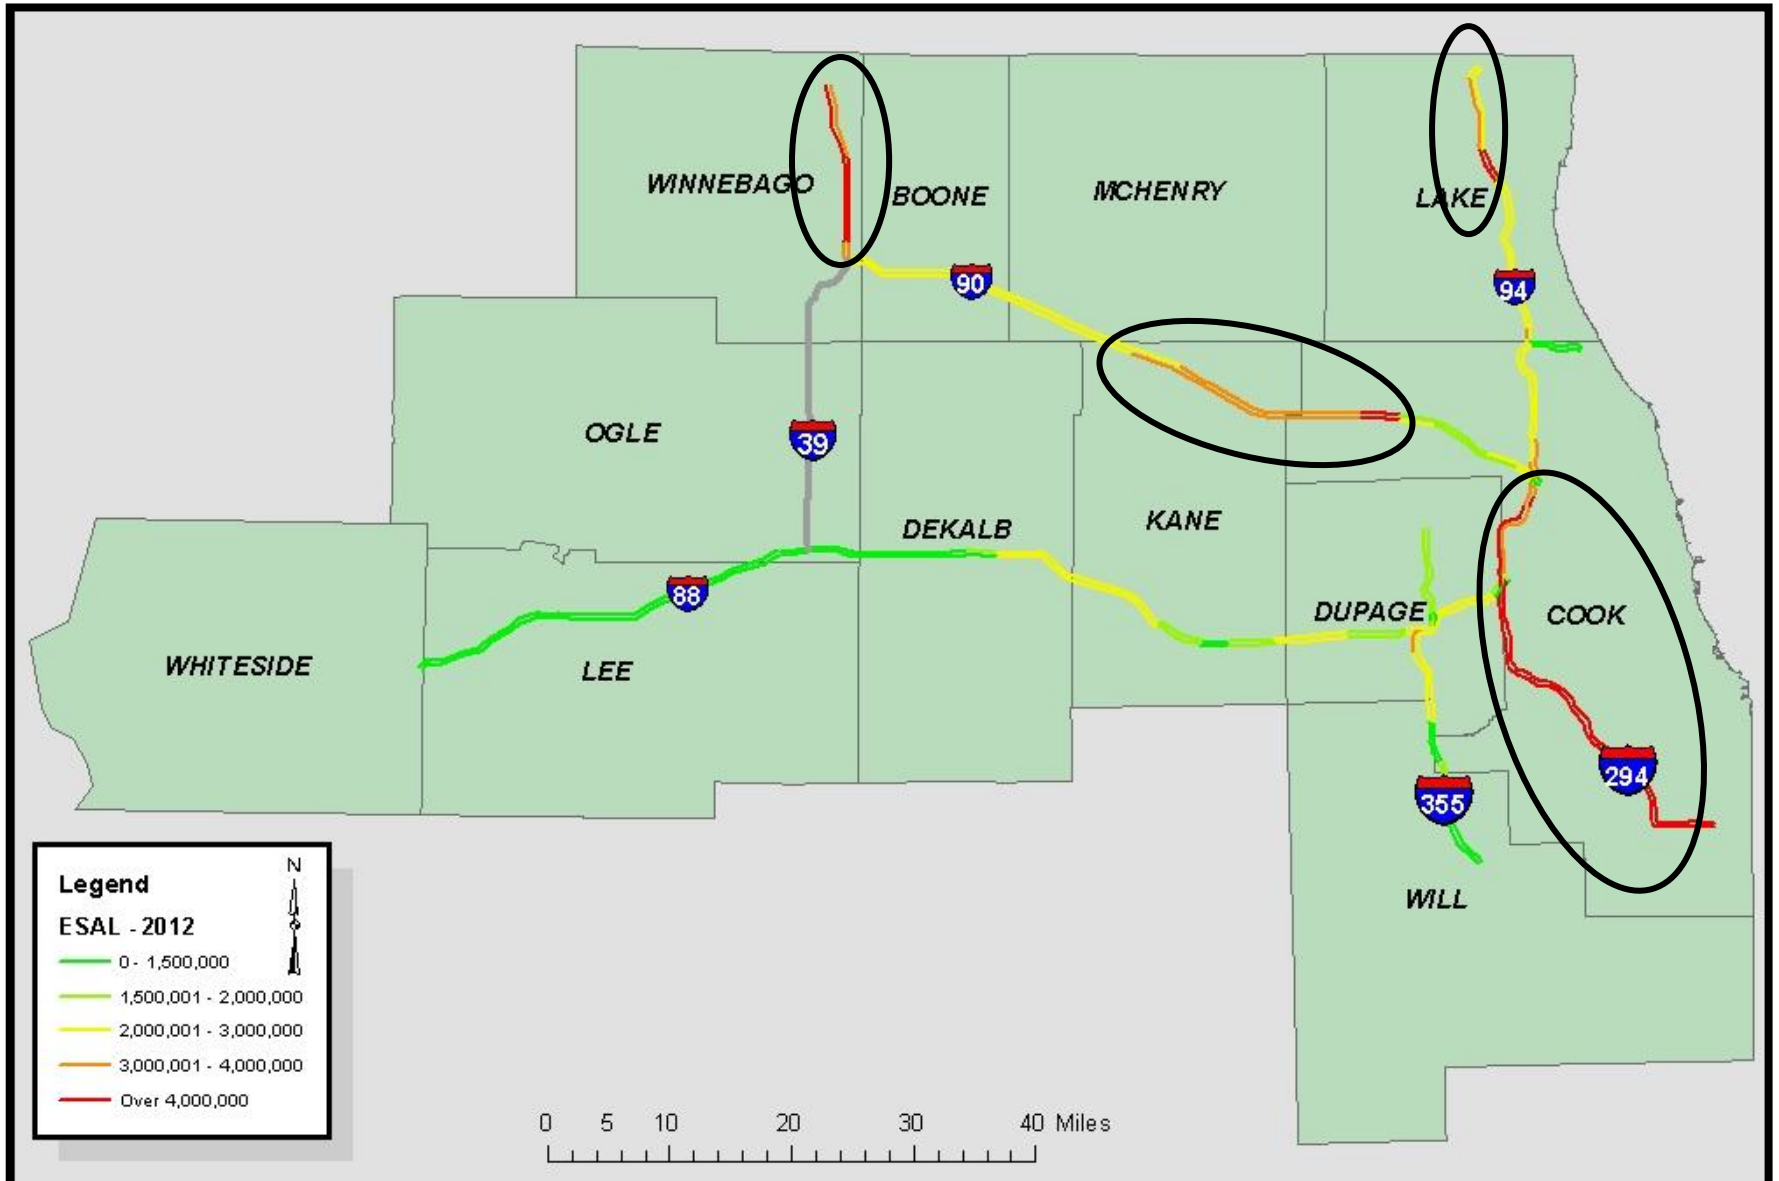 WINNEBAGO
BOONE
MCHENRY
LAKE
90
94
OGLE
39
DEKALB
KANE
88
DUPAGE
COOK
WHITESIDE
LEE
294
355
WILL
Legend
N
ESAL - 2012
0 - 1,500,000
1,500,001 - 2,000,000
2,000,001 - 3,000,000
3,000,001 - 4,000,000
Over 4,000,000
0 5 10 20 30 40 Miles